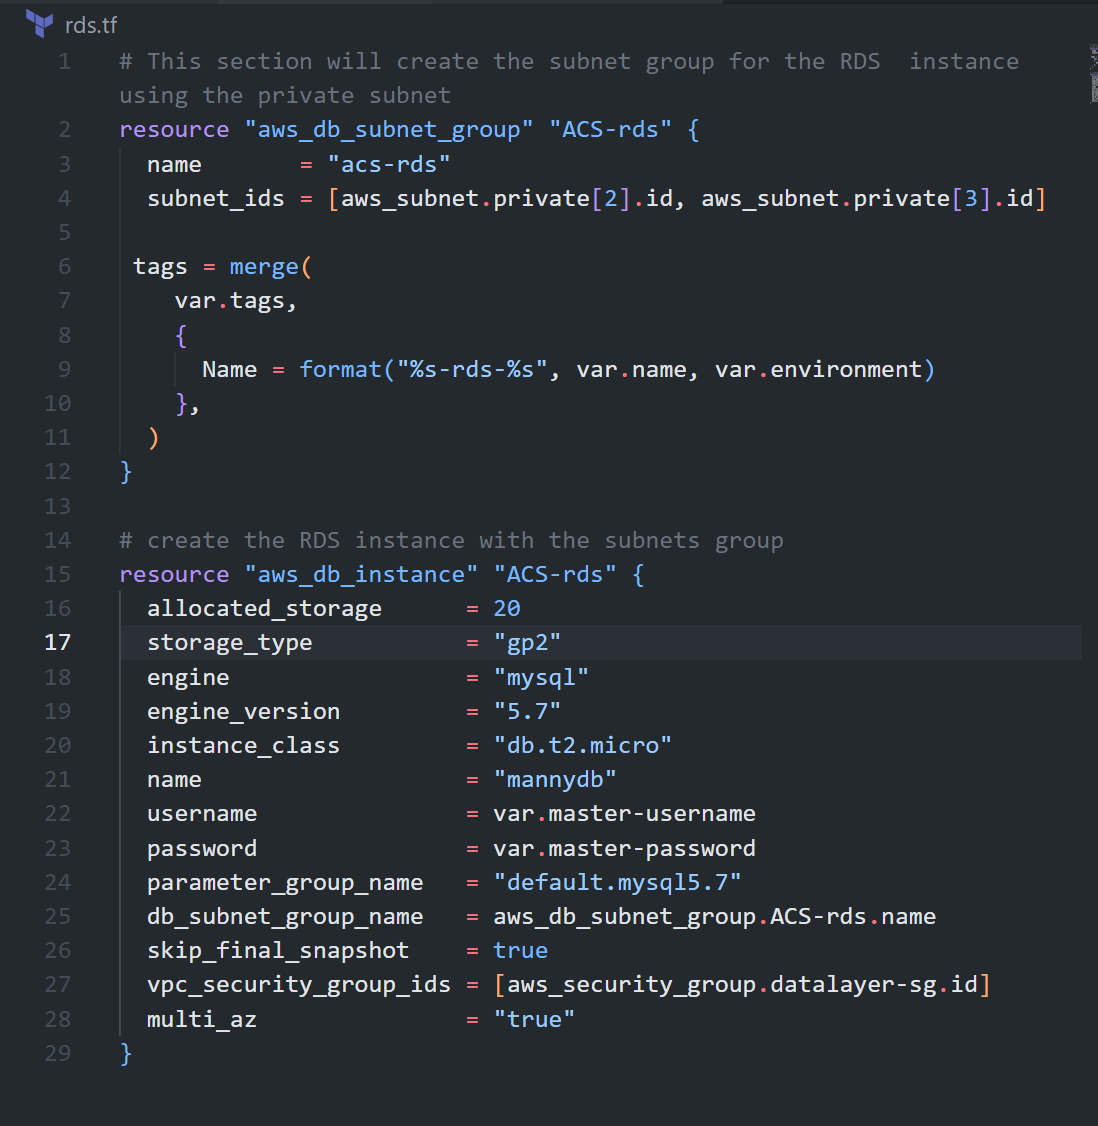 rds.tf
1 # This section will create the subnet group for the RDS  instance
using the private subnet
2 resource "aws_db_subnet_group" "ACS-rds" {
3   name       = "acs-rds"
4   subnet_ids = [aws_subnet.private[2].id, aws_subnet.private[3].id]
5
6  tags = merge(
7     var.tags,
8     {
9       Name = format("%s-rds-%s", var.name, var.environment)
10     },
11   )
12 }
13
14 # create the RDS instance with the subnets group
15 resource "aws_db_instance" "ACS-rds" {
16   allocated_storage      = 20
17   storage_type           = "gp2"
18   engine                 = "mysql"
19   engine_version         = "5.7"
20   instance_class         = "db.t2.micro"
21   name                   = "mannydb"
22   username               = var.master-username
23   password               = var.master-password
24   parameter_group_name   = "default.mysql5.7"
25   db_subnet_group_name   = aws_db_subnet_group.ACS-rds.name
26   skip_final_snapshot    = true
27   vpc_security_group_ids = [aws_security_group.datalayer-sg.id]
28   multi_az               = "true"
29 }